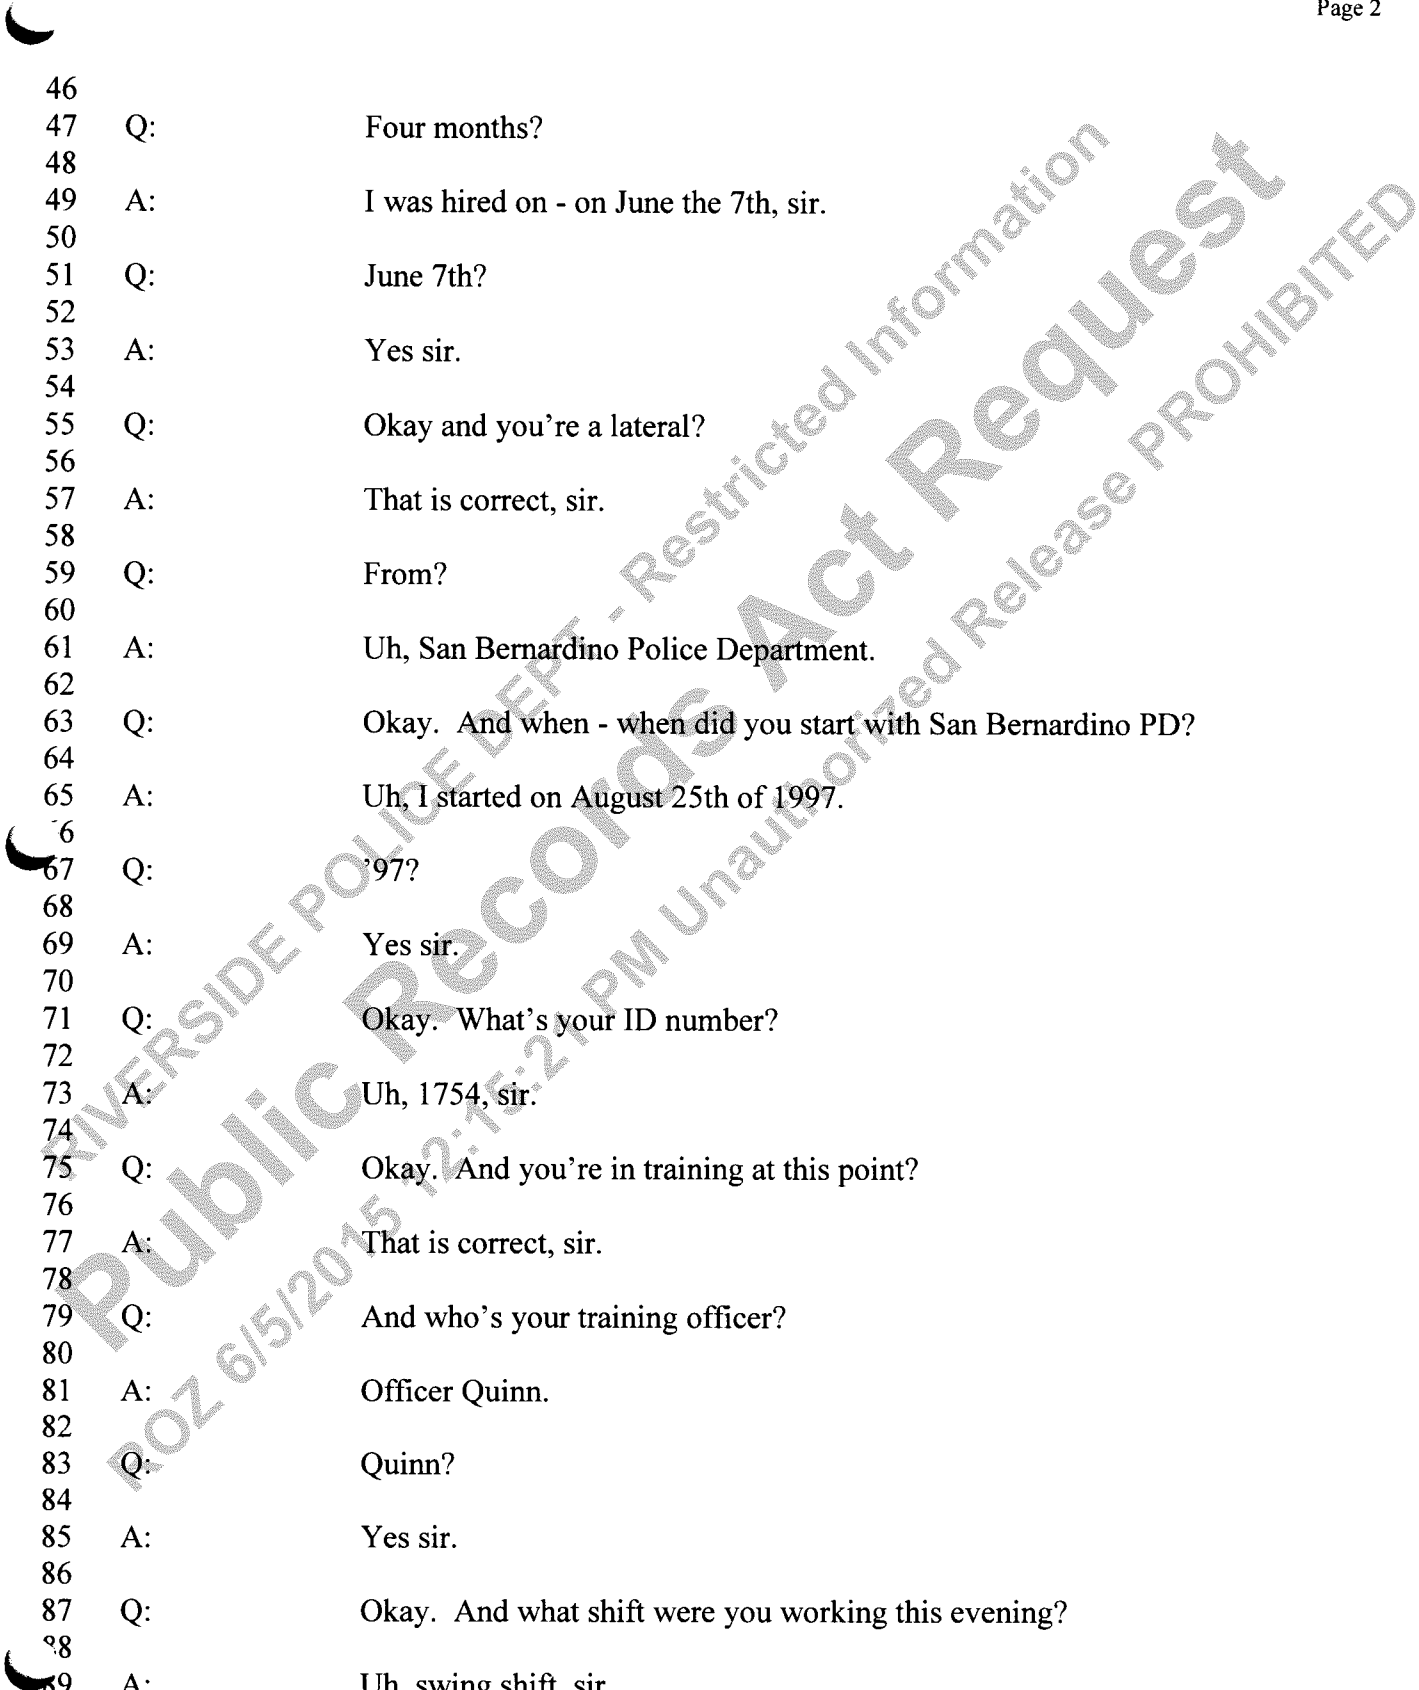 Page 2
46
47 Q: Four months?
48
49 A: I was hired on - on June the 7th, sir.
50
51 Q: June 7th?
52
53 A: Yes sir.
54
55 Q: Okay and you're a lateral?
56
57 A: That is correct, sir.
58
59 Q: From?
60
61 A: Uh, San Bernardino Police Department.
62
63 Q: Okay.  And when - when did you start with San Bernardino PD?
64
65 A: Uh, I started on August 25th of 1997.
6
67 Q: '97?
68
69 A: Yes sir.
70
71 Q: Okay.  What's your ID number?
72
73 A: Uh, 1754, sir.
74
75 Q: Okay.  And you're in training at this point?
76
77 A: That is correct, sir.
78
79 Q: And who's your training officer?
80
81 A: Officer Quinn.
82
83 Q: Quinn?
84
85 A: Yes sir.
86
87 Q: Okay.  And what shift were you working this evening?
88
89 A: Uh, swing shift, sir.
RIVERSIDE POLICE DEPT - Restricted Information
Public Records Act Request
ROZ 6/5/2015 12:15:21 PM Unauthorized Release PROHIBITED